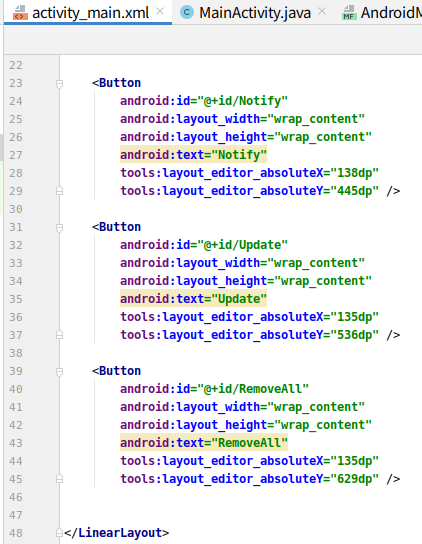 activity_main.xml × MainActivity.java × AndroidM
22
23 <Button
24 android:id="@+id/Notify"
25 android:layout_width="wrap_content"
26 android:layout_height="wrap_content"
27 android:text="Notify"
28 tools:layout_editor_absoluteX="138dp"
29 tools:layout_editor_absoluteY="445dp" />
30
31 <Button
32 android:id="@+id/Update"
33 android:layout_width="wrap_content"
34 android:layout_height="wrap_content"
35 android:text="Update"
36 tools:layout_editor_absoluteX="135dp"
37 tools:layout_editor_absoluteY="536dp" />
38
39 <Button
40 android:id="@+id/RemoveAll"
41 android:layout_width="wrap_content"
42 android:layout_height="wrap_content"
43 android:text="RemoveAll"
44 tools:layout_editor_absoluteX="135dp"
45 tools:layout_editor_absoluteY="629dp" />
46
47
48 </LinearLayout>